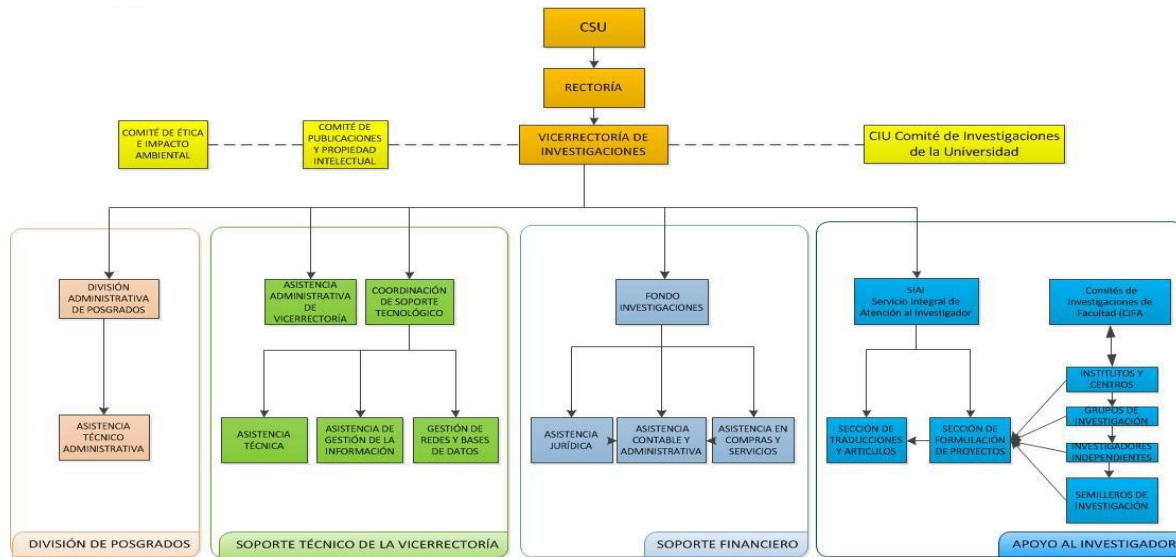 CSU
RECTORÍA
COMITÉ DE ÉTICA
E IMPACTO
AMBIENTAL
COMITÉ DE
PUBLICACIONES
Y PROPIEDAD
INTELECTUAL
VICERRECTORÍA DE
INVESTIGACIONES
CIU Comité de Investigaciones
de la Universidad
DIVISIÓN
ADMINISTRATIVA
DE POSGRADOS
ASISTENCIA
TÉCNICO
ADMINISTRATIVA
DIVISIÓN DE POSGRADOS
ASISTENCIA
ADMINISTRATIVA
DE
VICERRECTORÍA
COORDINACIÓN
DE SOPORTE
TECNOLÓGICO
ASISTENCIA
TÉCNICA
ASISTENCIA DE
GESTIÓN DE LA
INFORMACIÓN
GESTIÓN DE
REDES Y BASES
DE DATOS
SOPORTE TÉCNICO DE LA VICERRECTORÍA
FONDO
INVESTIGACIONES
ASISTENCIA
JURÍDICA
ASISTENCIA
CONTABLE Y
ADMINISTRATIVA
ASISTENCIA EN
COMPRAS Y
SERVICIOS
SOPORTE FINANCIERO
SIAI
Servicio Integral de
Atención al Investigador
Comités de
Investigaciones de
Facultad (CIFA
INSTITUTOS Y
CENTROS
GRUPOS DE
INVESTIGACIÓN
INVESTIGADORES
INDEPENDIENTES
SEMILLEROS DE
INVESTIGACIÓN
SECCIÓN DE
TRADUCCIONES
Y ARTICULOS
SECCIÓN DE
FORMULACIÓN
DE PROYECTOS
APOYO AL INVESTIGADOR